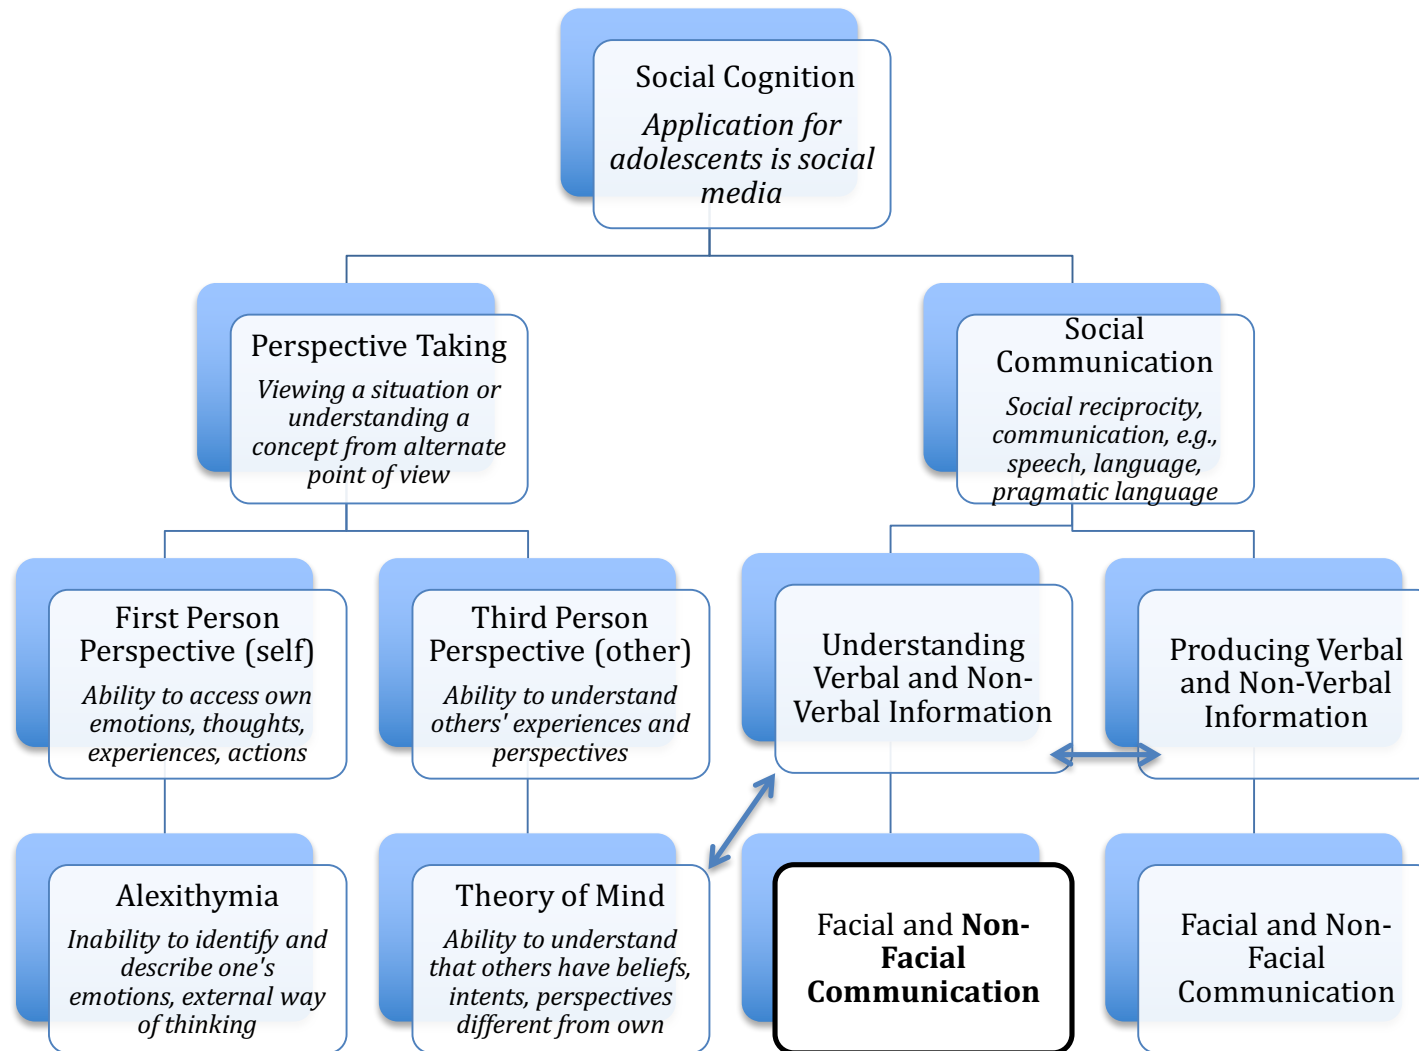 Social Cognition
Application for
adolescents is social
media
Perspective Taking
Viewing a situation or
understanding a
concept from alternate
point of view
Social
Communication
Social reciprocity,
communication, e.g.,
speech, language,
pragmatic language
First Person
Perspective (self)
Ability to access own
emotions, thoughts,
experiences, actions
Third Person
Perspective (other)
Ability to understand
others' experiences and
perspectives
Understanding
Verbal and Non-
Verbal Information
Producing Verbal
and Non-Verbal
Information
Alexithymia
Inability to identify and
describe one's
emotions, external way
of thinking
Theory of Mind
Ability to understand
that others have beliefs,
intents, perspectives
different from own
Facial and Non-
Facial
Communication
Facial and Non-
Facial
Communication